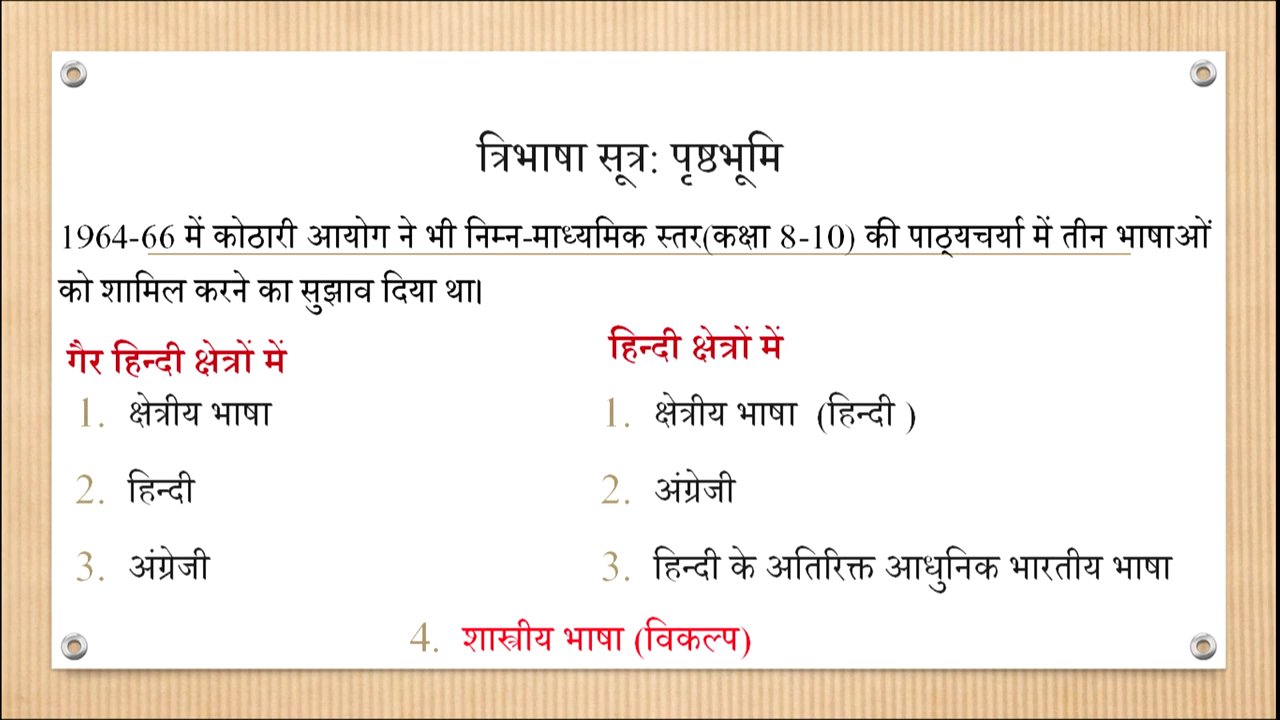 त्रिभाषा सूत्र: पृष्ठभूमि
1964-66 में कोठारी आयोग ने भी निम्न-माध्यमिक स्तर(कक्षा 8-10) की पाठ्यचर्या में तीन भाषाओं
को शामिल करने का सुझाव दिया था।
गैर हिन्दी क्षेत्रों में
1. क्षेत्रीय भाषा
2. हिन्दी
3. अंग्रेजी
हिन्दी क्षेत्रों में
1. क्षेत्रीय भाषा (हिन्दी )
2. अंग्रेजी
3. हिन्दी के अतिरिक्त आधुनिक भारतीय भाषा
4. शास्त्रीय भाषा (विकल्प)